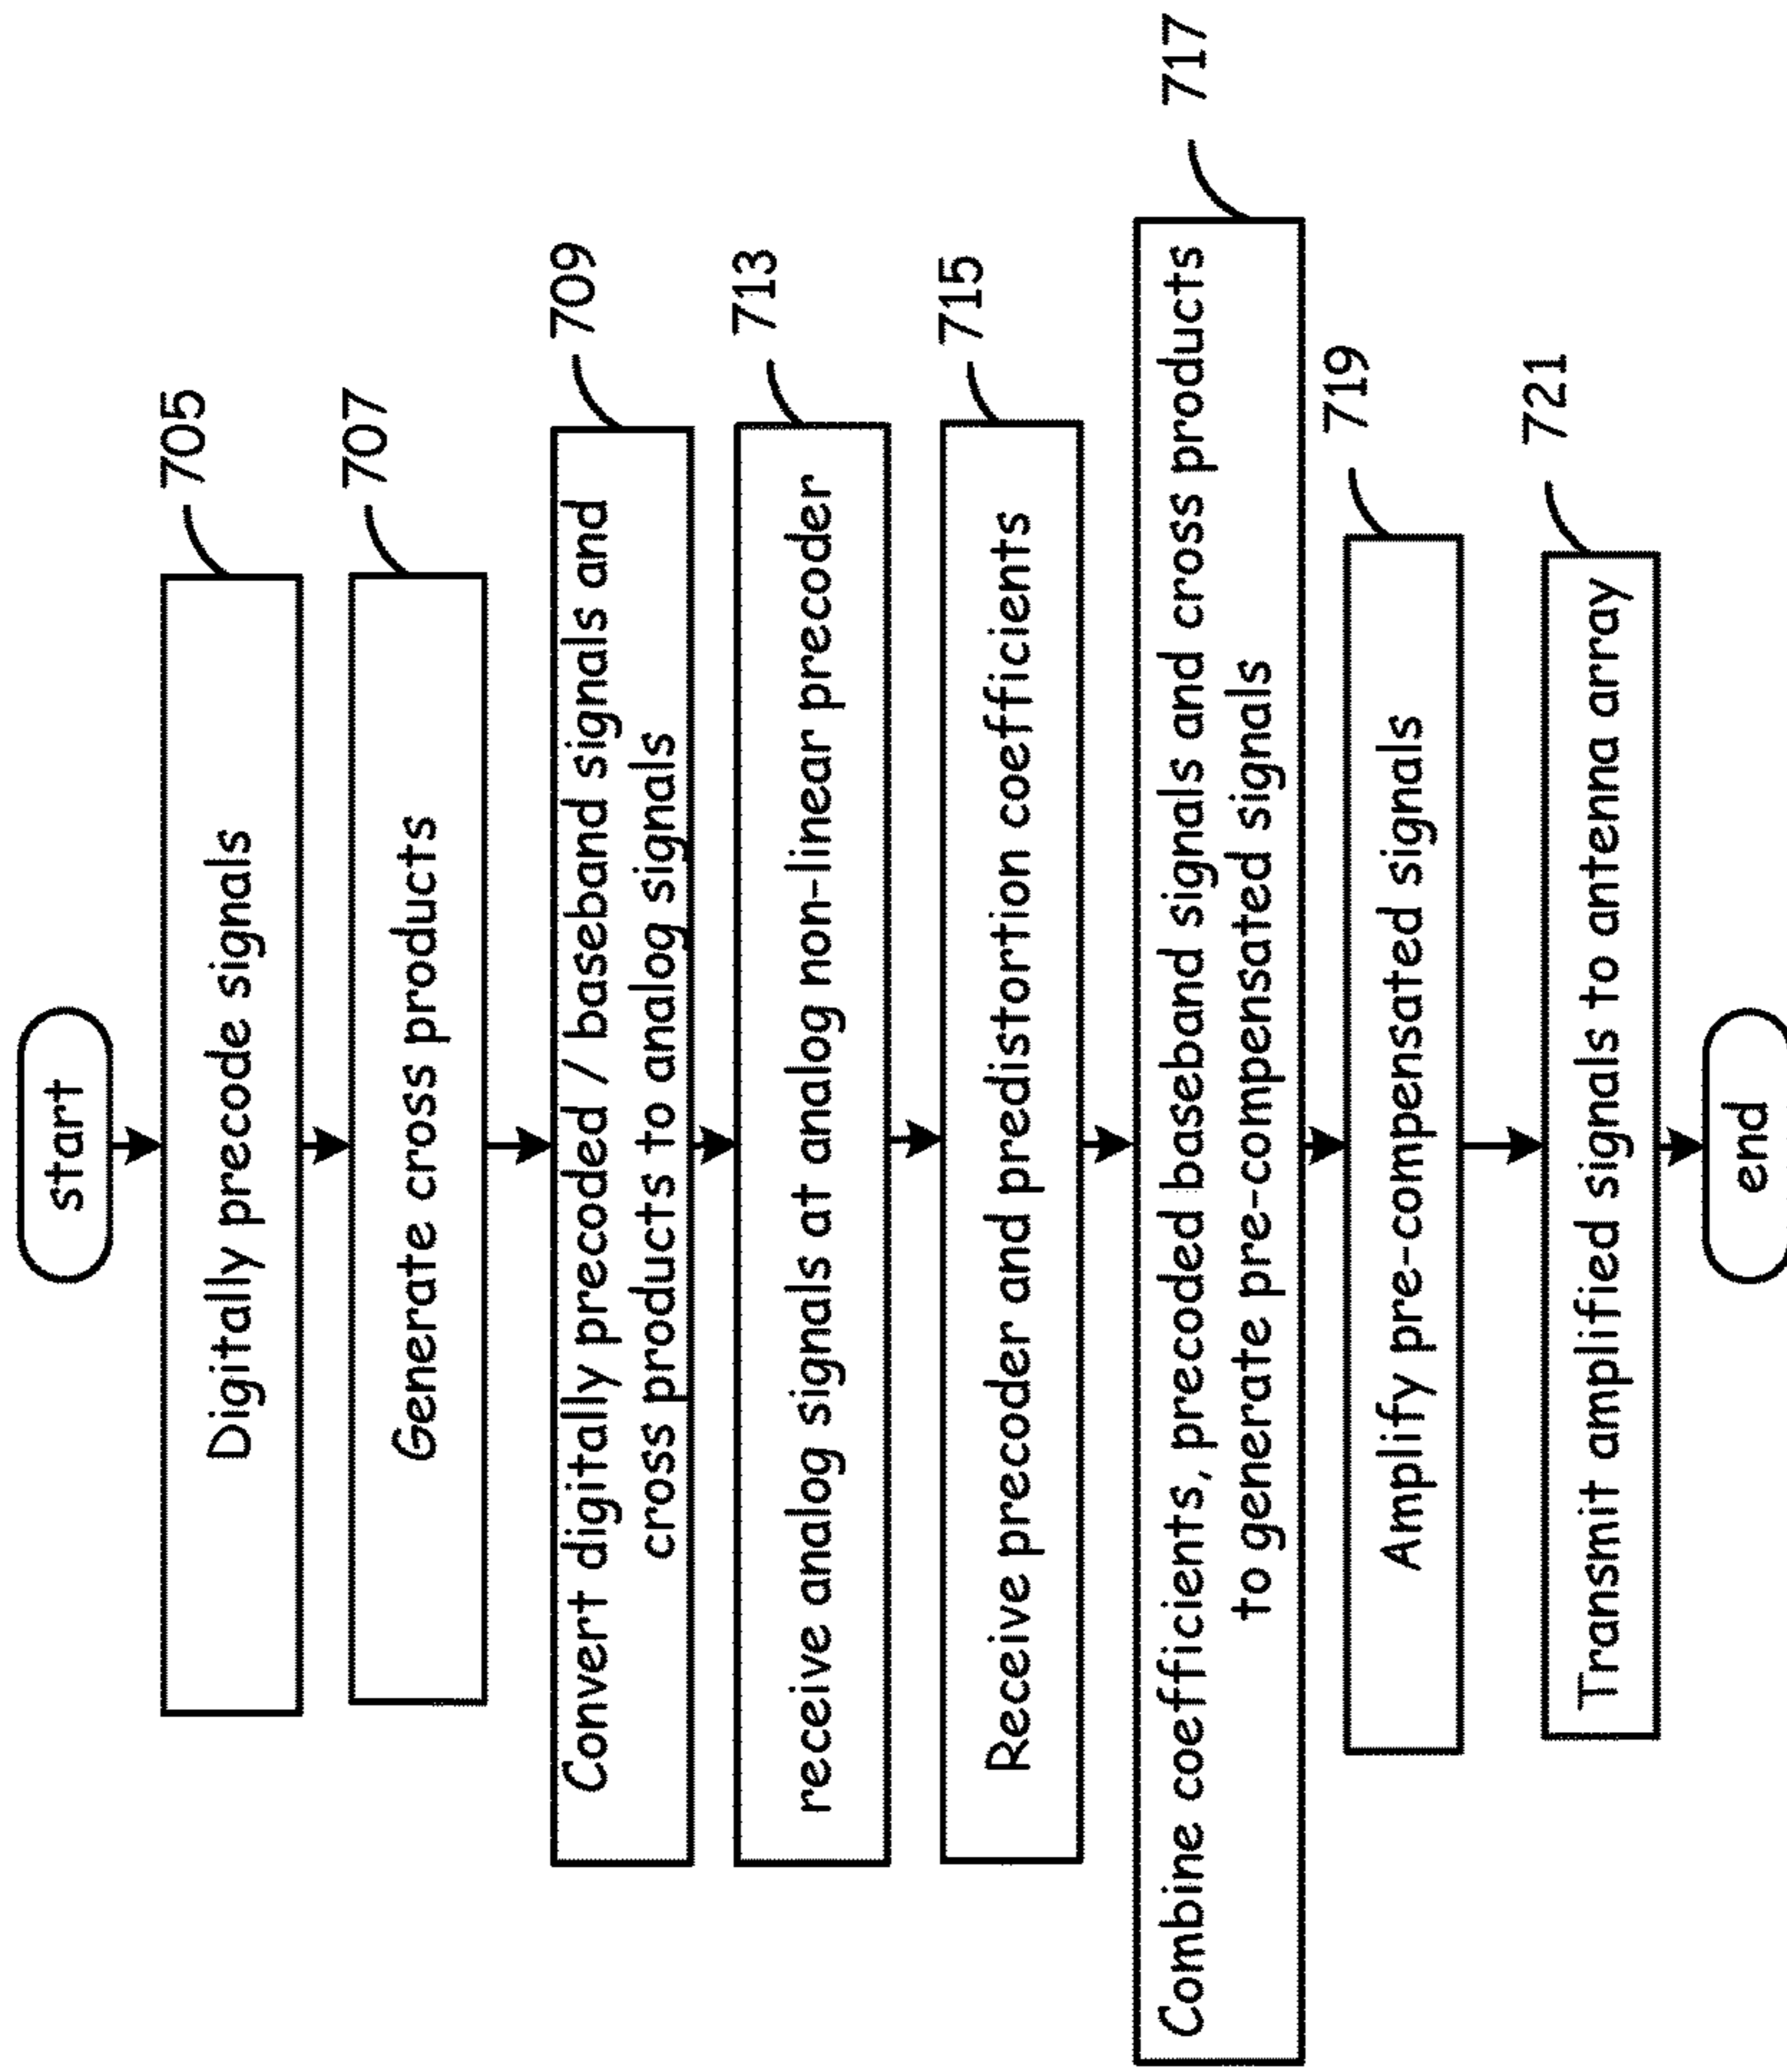 start
Digitally precode signals
705
Generate cross products
707
Convert digitally precoded / baseband signals and
cross products to analog signals
709
receive analog signals at analog non-linear precoder
713
Receive precoder and predistortion coefficients
715
Combine coefficients, precoded baseband signals and cross products
to generate pre-compensated signals
717
Amplify pre-compensated signals
719
Transmit amplified signals to antenna array
721
end